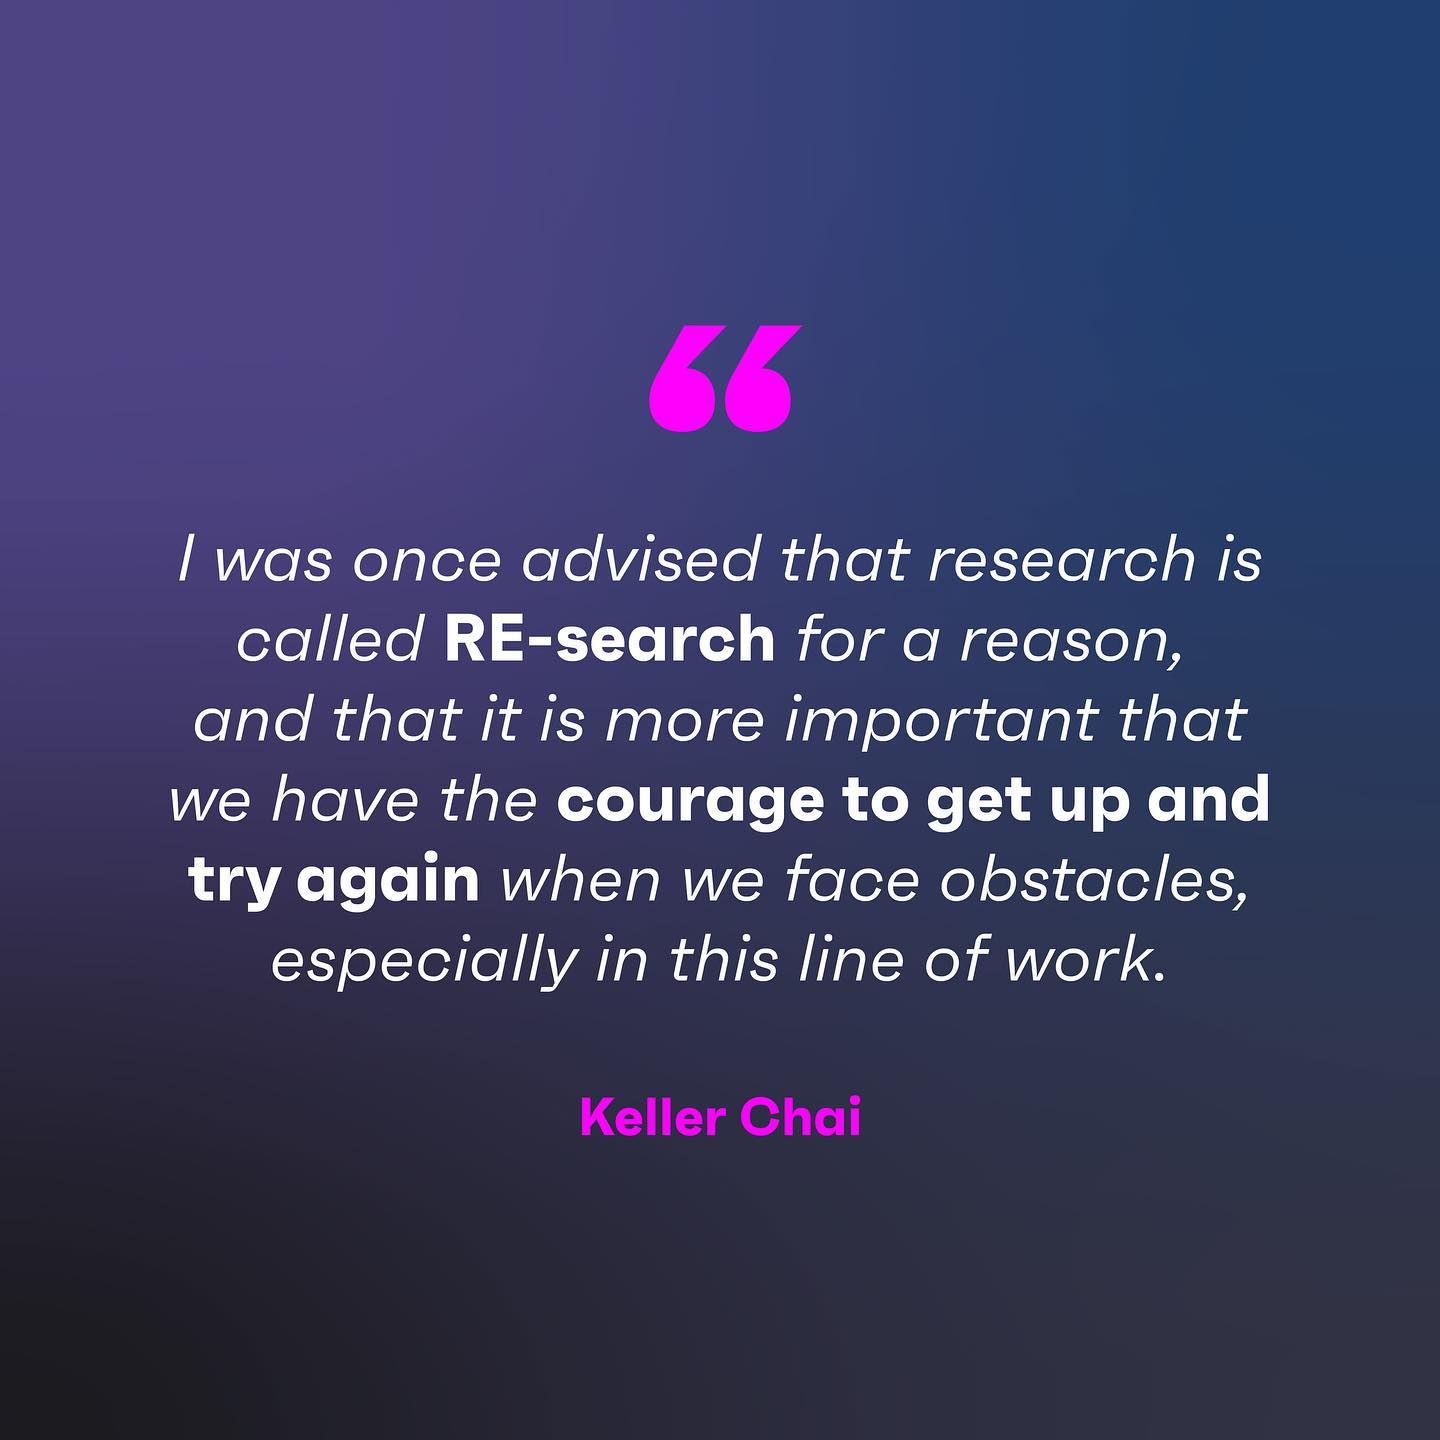 “
I was once advised that research is
called RE-search for a reason,
and that it is more important that
we have the courage to get up and
try again when we face obstacles,
especially in this line of work.
Keller Chai